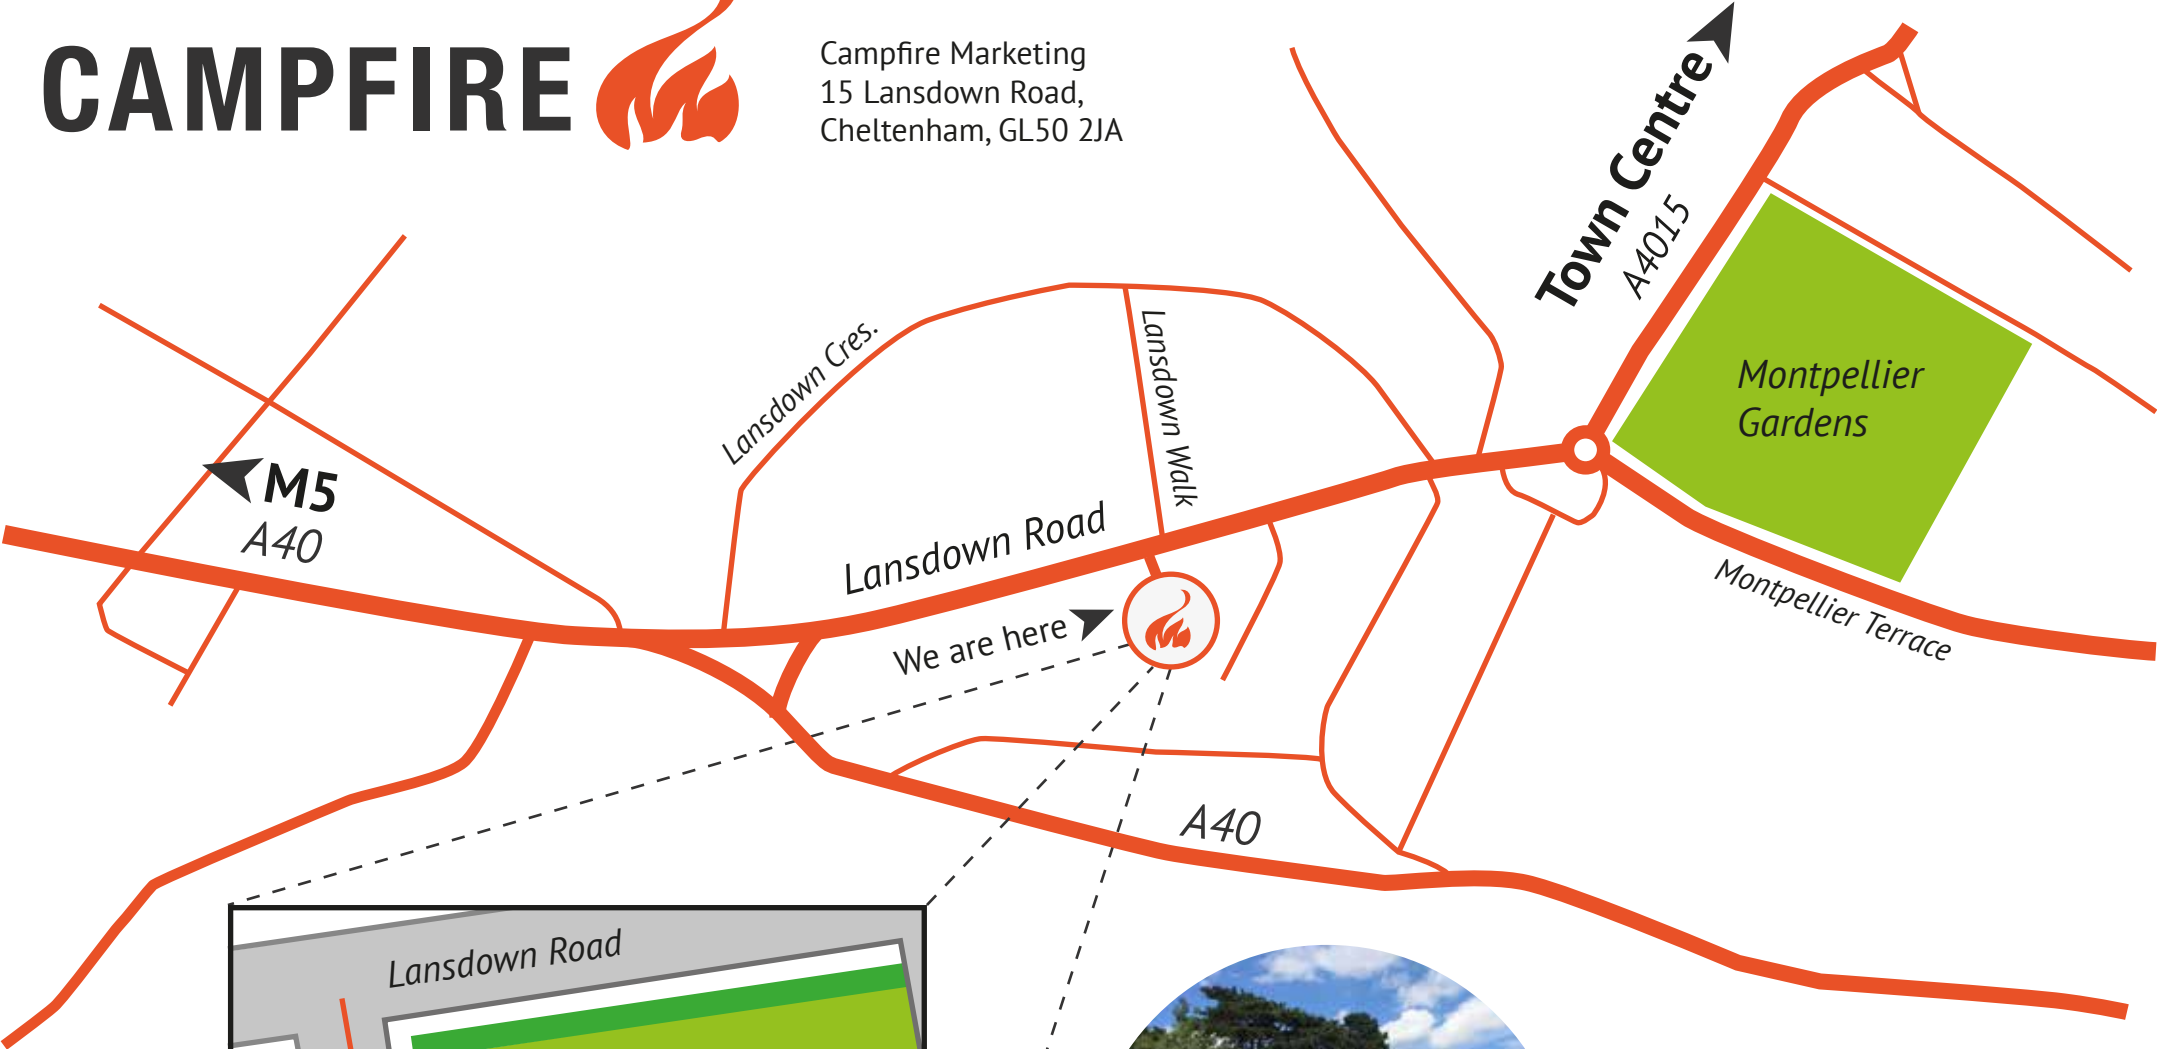 CAMPFIRE
Campfire Marketing
15 Lansdown Road,
Cheltenham, GL50 2JA
Town Centre
A4015
Montpellier
Gardens
Lansdown Cres.
Lansdown Walk
M5
A40
Lansdown Road
We are here
Montpellier Terrace
A40
Lansdown Road